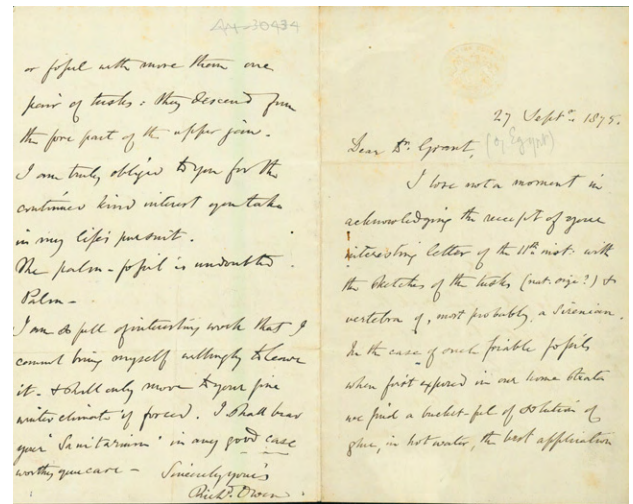 27 Septr. 1875.
Dear Dr. Grant, (of Egypt)
I lose not a moment in
acknowledging the receipt of your
interesting letter of the 11th inst: with
the sketches of the tusks (nat. size?) &
vertebra of, most probably, a Sirenian.
In the case of such friable fossils
when first exposed in our home strata
we find a bucket-ful of solution of
glue, in hot water, the best application
or fossil with more than one
pair of tusks: they descend from
the fore part of the upper jaw.
I am truly obliged to you for the
continued kind interest you take
in my life's pursuit.
The palm-fossil is undoubted
Palm-
I am so full of interesting work that I
cannot bring myself willingly to leave
it - & shall only move to your fine
winter climate if forced. I shall bear
your 'Sanitarium' in any good case
worthy your care - Sincerely yours
Richd. Owen